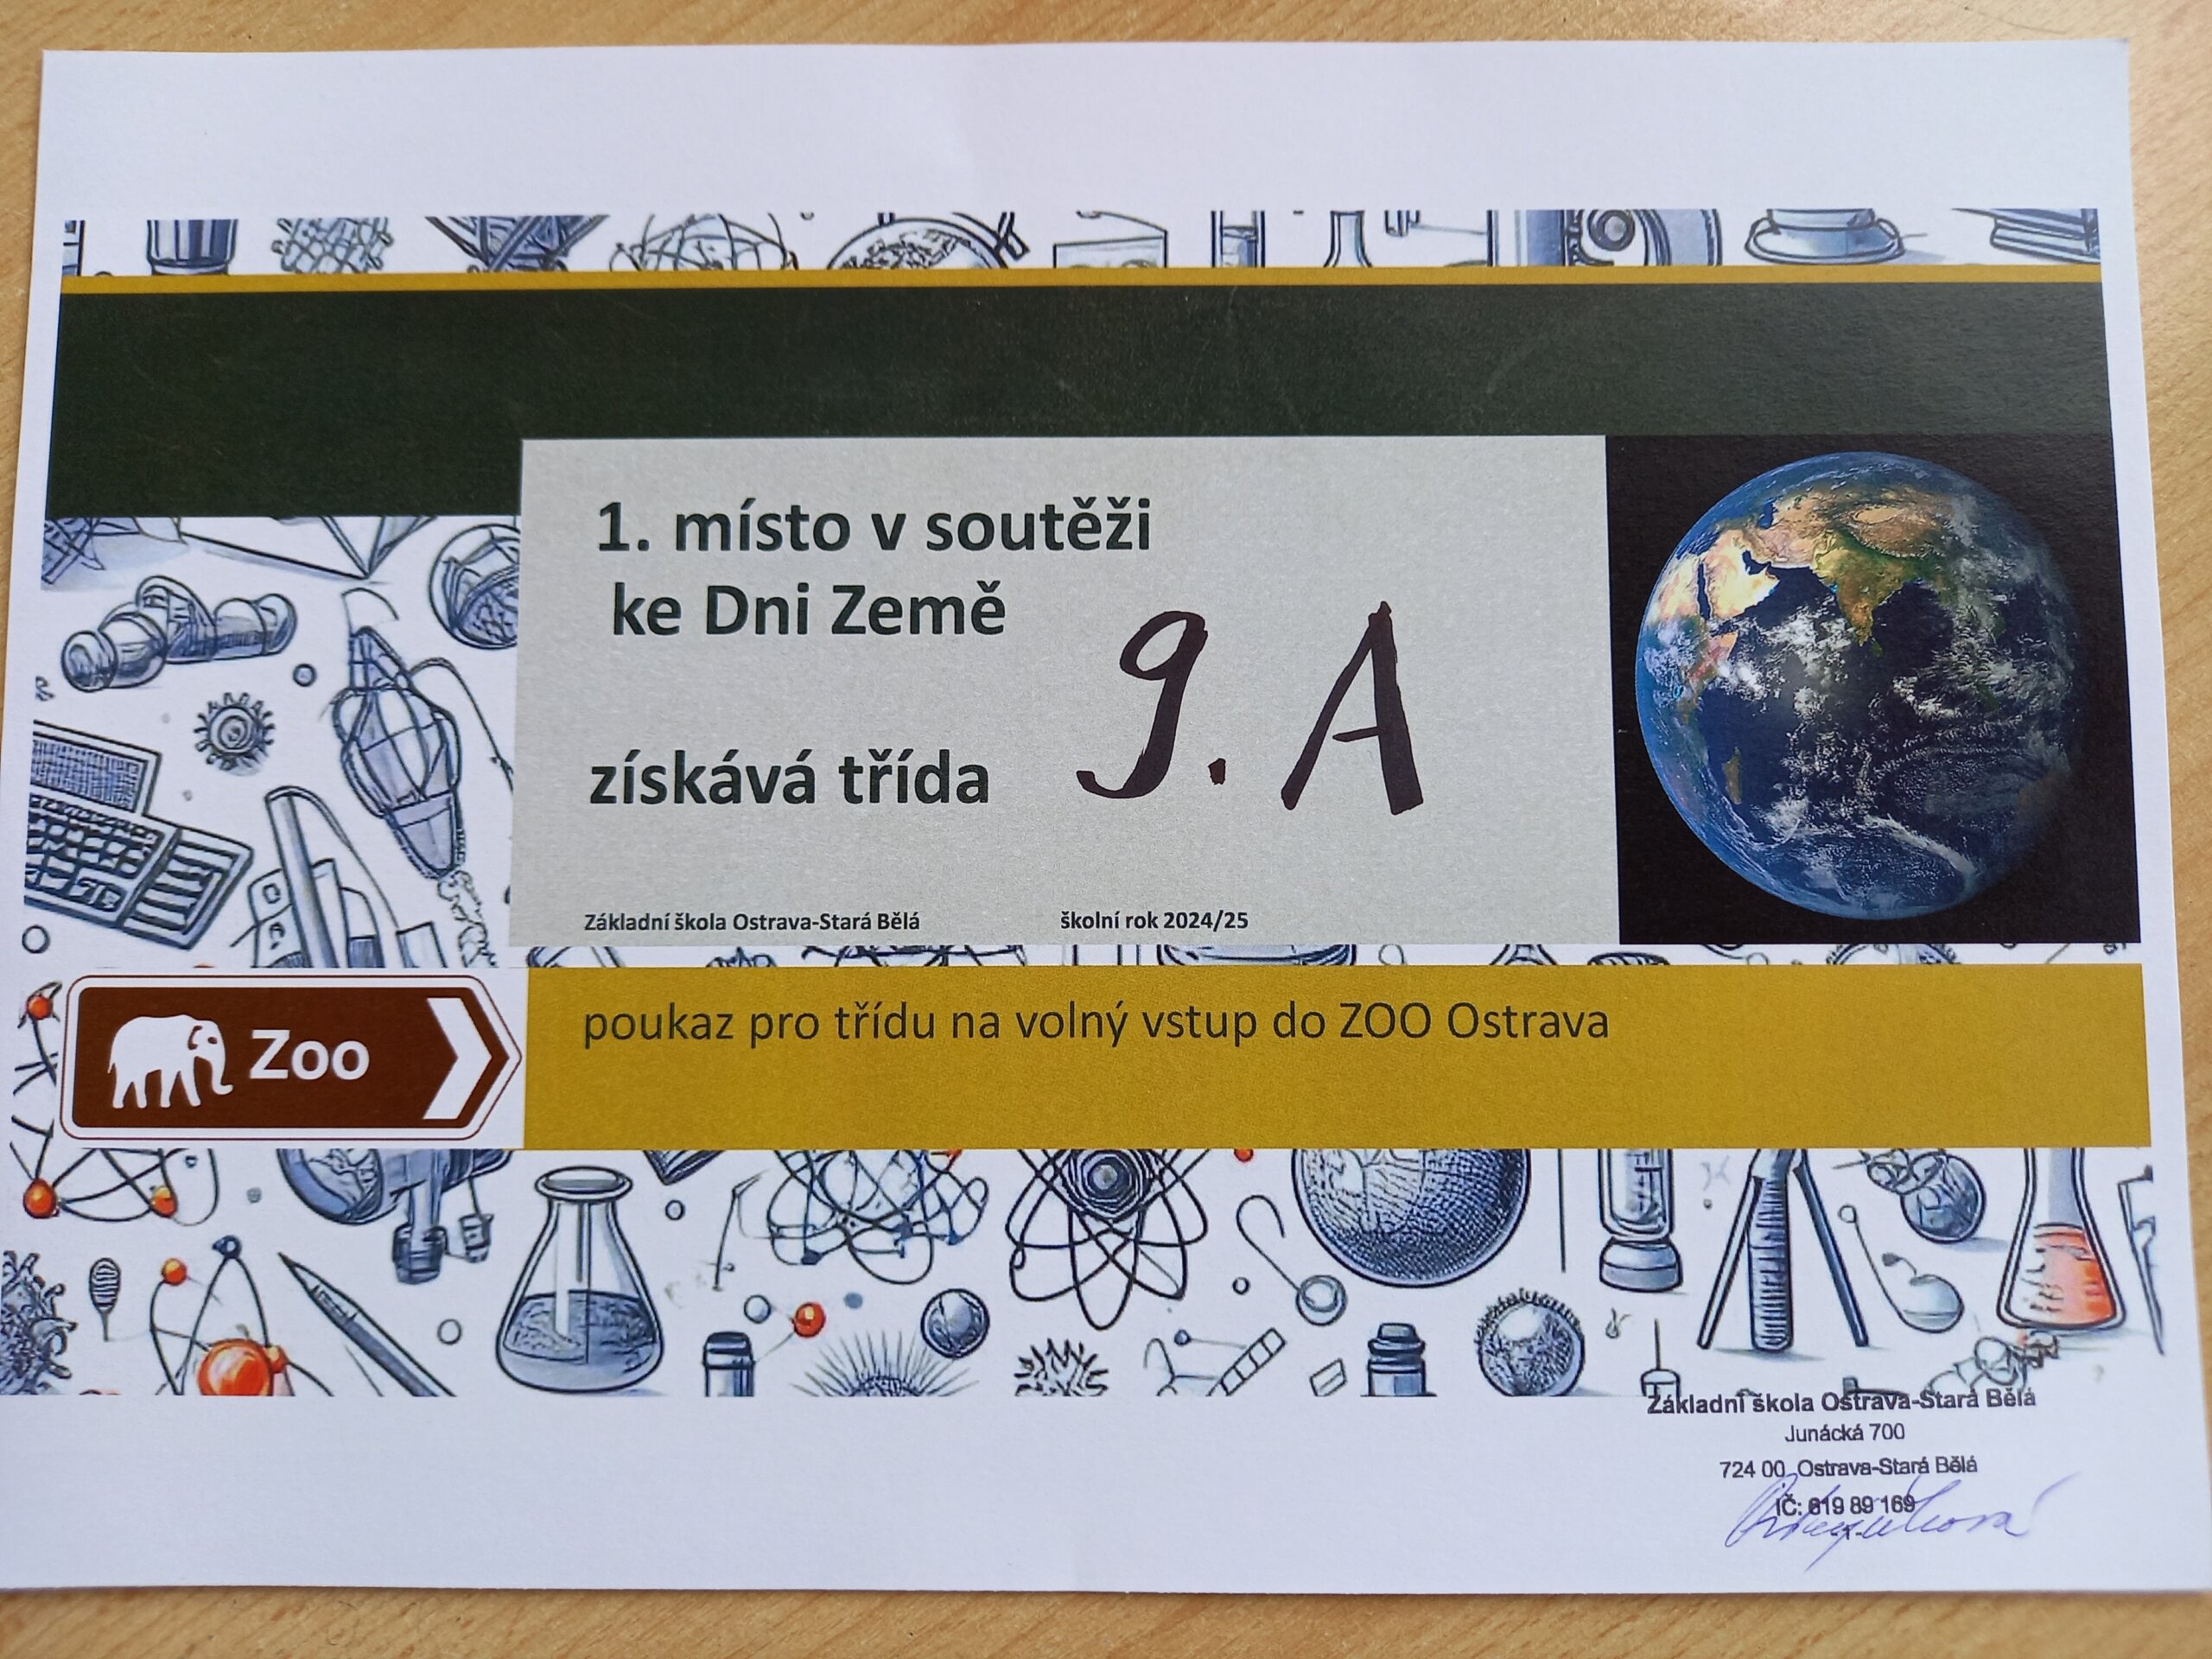 1. místo v soutěži
ke Dni Země
získává třída 9. A
Základní škola Ostrava-Stará Bělá školní rok 2024/25
Zoo
poukaz pro třídu na volný vstup do ZOO Ostrava
Základní škola Ostrava-Stará Bělá
Junácká 700
724 00 Ostrava-Stará Bělá
IČ: 619 89 169
-1-